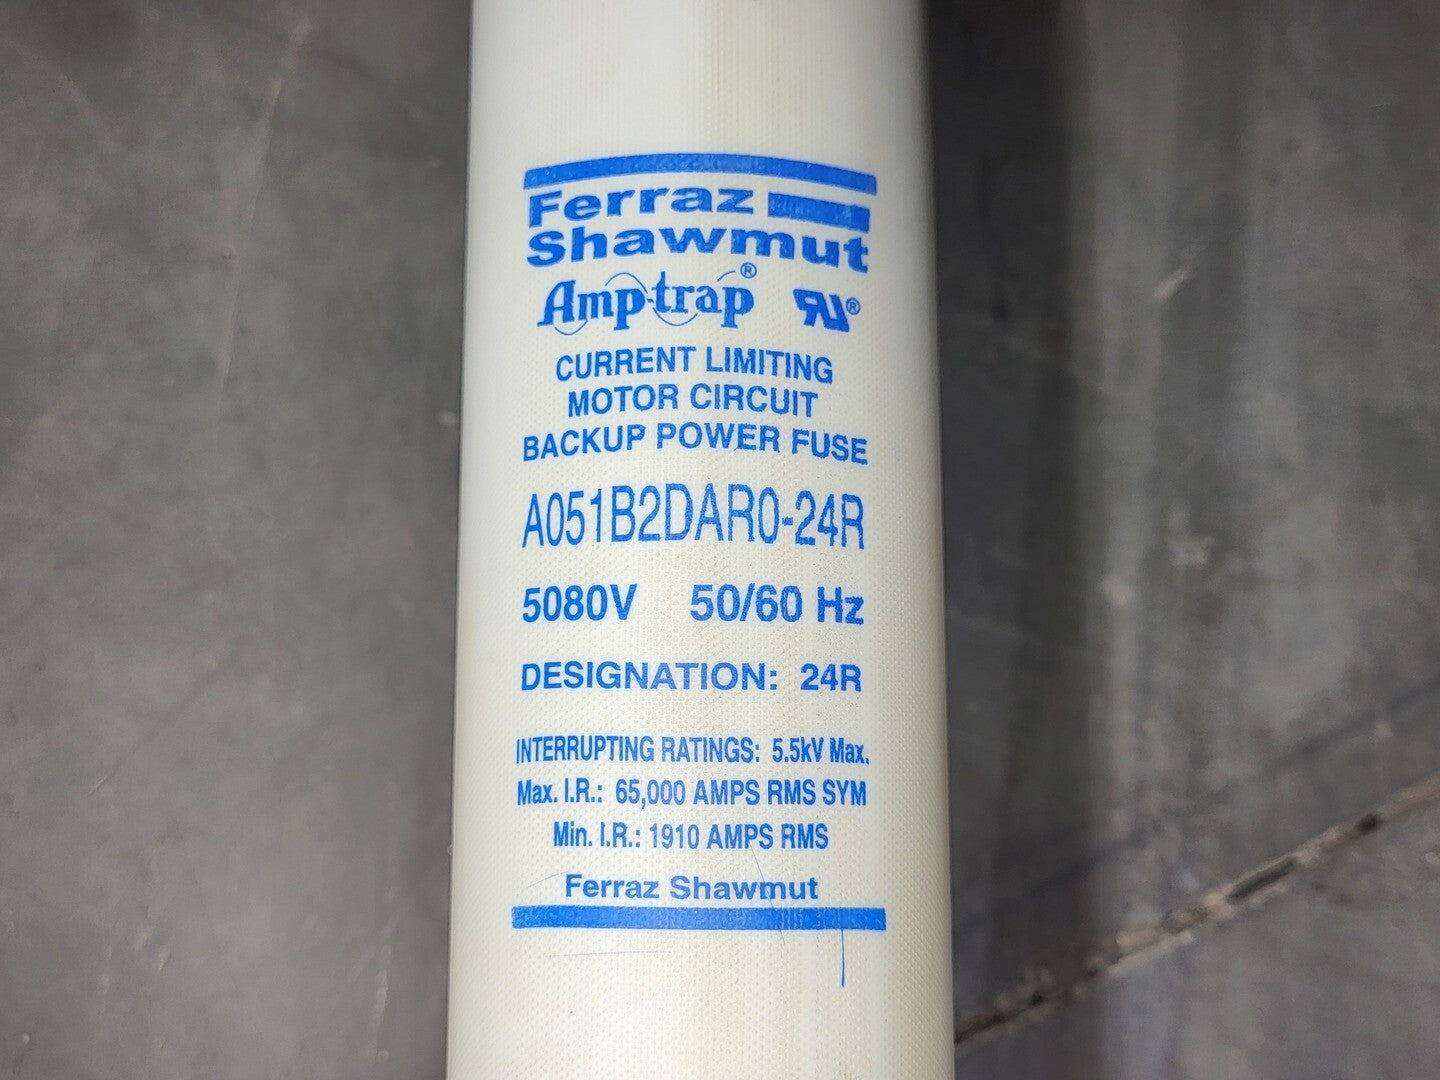 Ferraz
Shawmut
Amp-trap® RU®
CURRENT LIMITING
MOTOR CIRCUIT
BACKUP POWER FUSE
A051B2DAR0-24R
5080V 50/60 Hz
DESIGNATION: 24R
INTERRUPTING RATINGS: 5.5kV Max.
Max. I.R.: 65,000 AMPS RMS SYM
Min. I.R.: 1910 AMPS RMS
Ferraz Shawmut